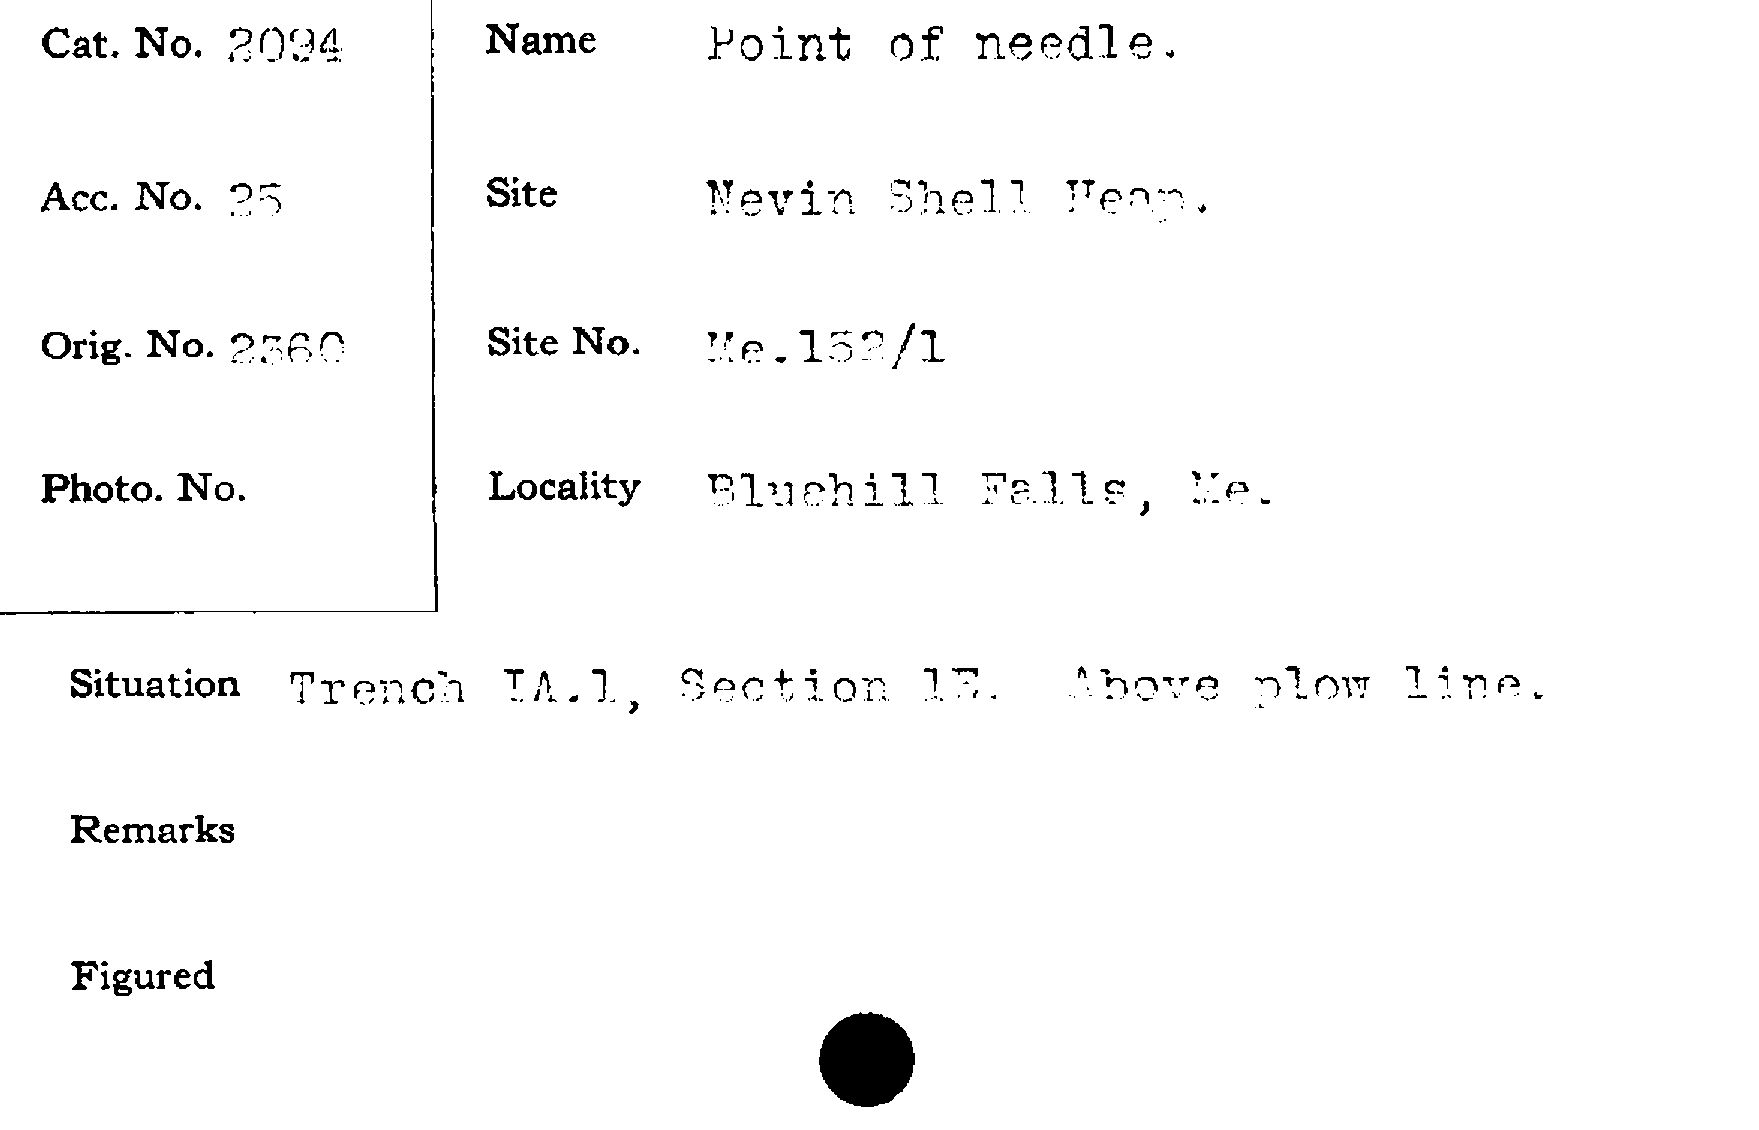 Cat. No. 2094
Name Point of needle.
Acc. No. 25
Site Nevin Shell Heap.
Orig. No. 2360
Site No. Me.152/1
Photo. No.
Locality Bluehill Falls, Me.
Situation Trench IA.1, Section 1E. Above plow line.
Remarks
Figured